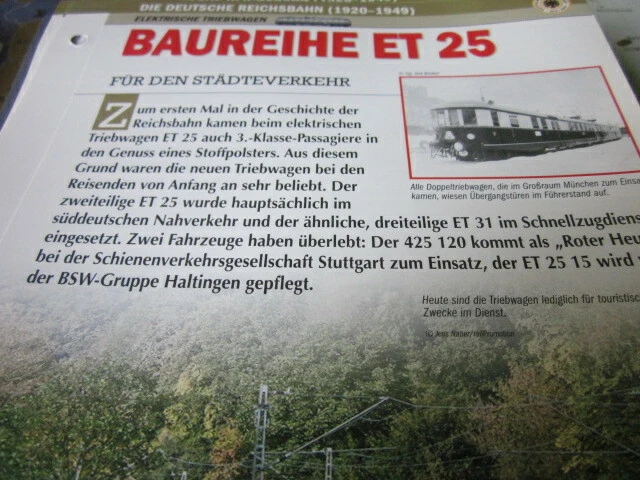 DIE DEUTSCHE REICHSBAHN (1920–1949)
ELEKTRISCHE TRIEBWAGEN
BAUREIHE ET 25
FÜR DEN STÄDTEVERKEHR
Zum ersten Mal in der Geschichte der
Reichsbahn kamen beim elektrischen
Triebwagen ET 25 auch 3.-Klasse-Passagiere in
den Genuss eines Stoffpolsters. Aus diesem
Grund waren die neuen Triebwagen bei den
Reisenden von Anfang an sehr beliebt. Der
zweiteilige ET 25 wurde hauptsächlich im
süddeutschen Nahverkehr und der ähnliche, dreiteilige ET 31 im Schnellzugdiens
eingesetzt. Zwei Fahrzeuge haben überlebt: Der 425 120 kommt als „Roter Heu
bei der Schienenverkehrsgesellschaft Stuttgart zum Einsatz, der ET 25 15 wird
der BSW-Gruppe Haltingen gepflegt.
Alle Doppeltriebwagen, die im Großraum München zum Einsa
kamen, wiesen Übergangstüren im Führerstand auf.
Heute sind die Triebwagen lediglich für touristisc
Zwecke im Dienst.